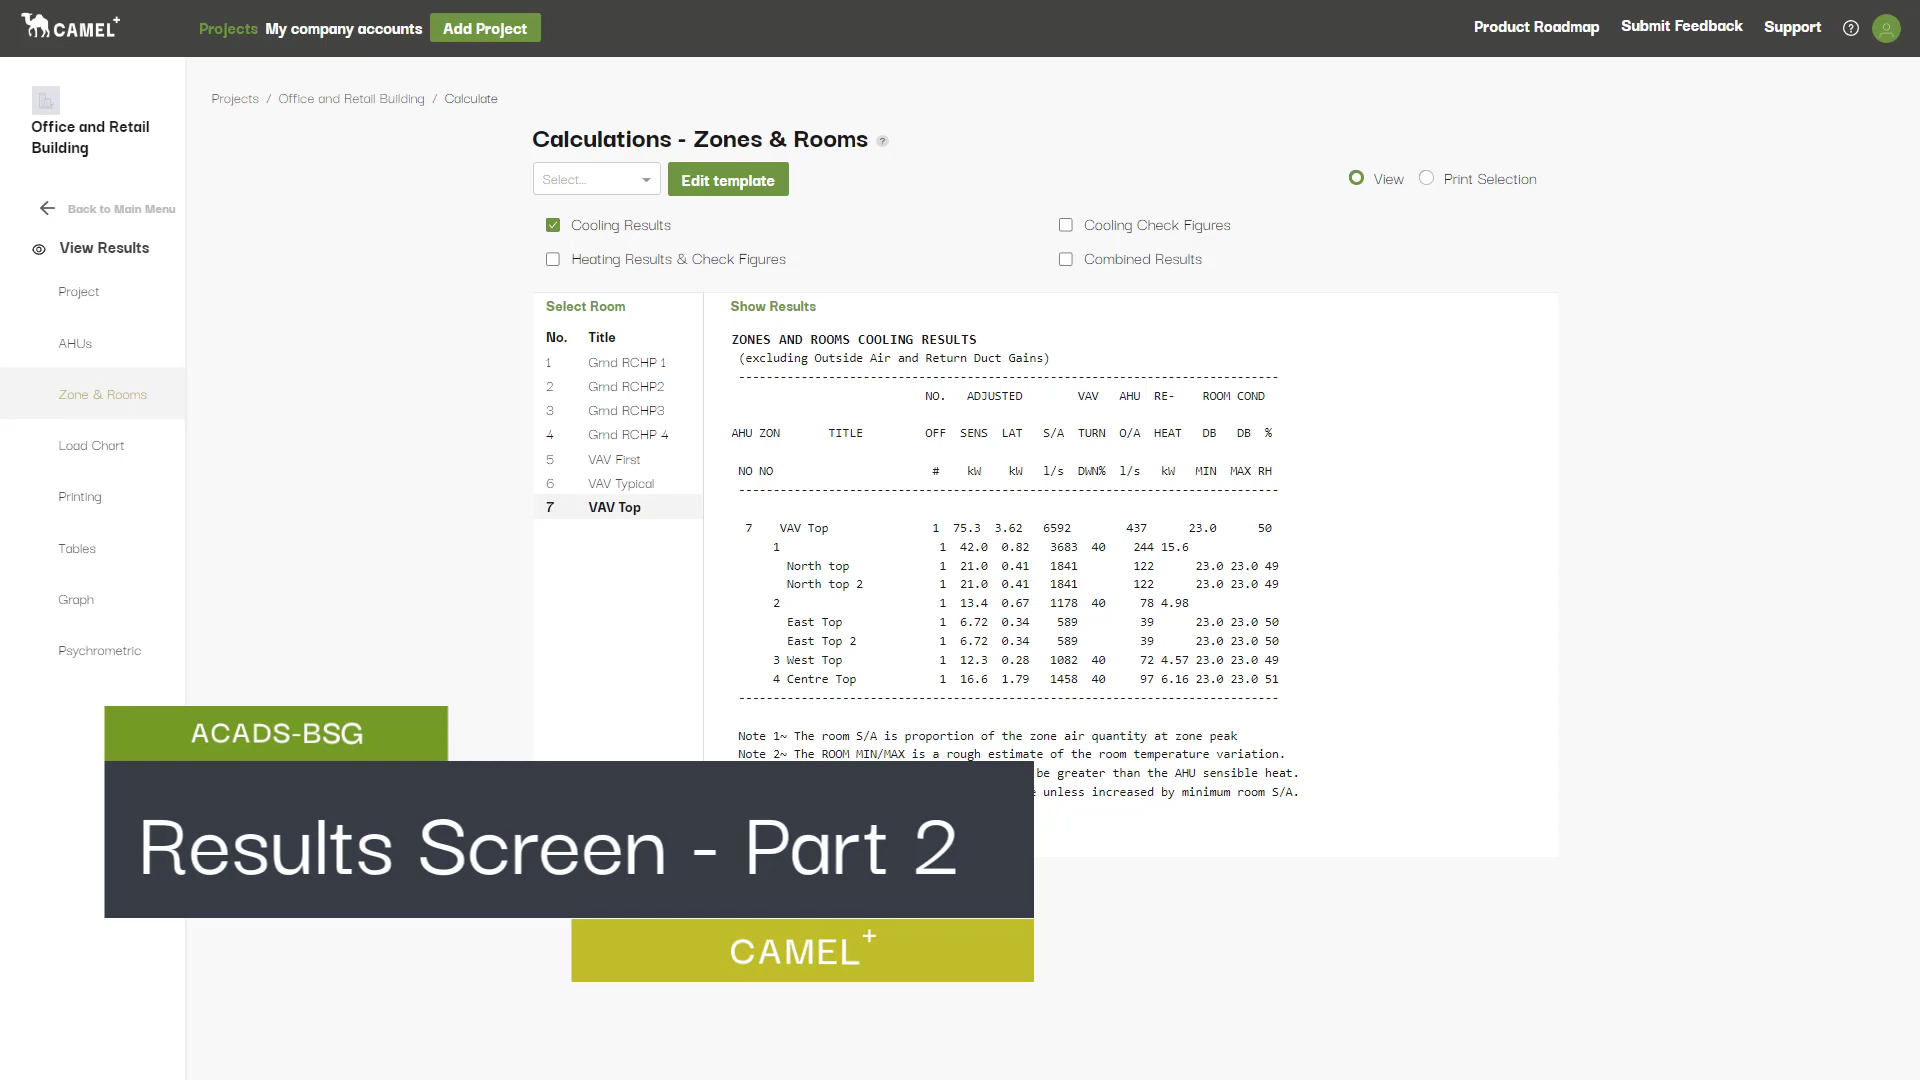 CAMEL+
Projects My company accounts Add Project
Product Roadmap Submit Feedback Support ?
Office and Retail
Building
Projects / Office and Retail Building / Calculate
Calculations - Zones & Rooms ?
Select... Edit template
View Print Selection
Back to Main Menu
View Results
Project
AHUs
Zone & Rooms
Load Chart
Printing
Tables
Graph
Psychrometric
Cooling Results Cooling Check Figures
Heating Results & Check Figures Combined Results
Select Room
No. Title
1 Grnd RCHP 1
2 Grnd RCHP2
3 Grnd RCHP3
4 Grnd RCHP 4
5 VAV First
6 VAV Typical
7 VAV Top
Show Results
ZONES AND ROOMS COOLING RESULTS
(excluding Outside Air and Return Duct Gains)
------------------------------------------------------------------------------
NO. ADJUSTED VAV AHU RE- ROOM COND
AHU ZON TITLE OFF SENS LAT S/A TURN O/A HEAT DB DB %
NO NO # kW kW l/s DWN% l/s kW MIN MAX RH
------------------------------------------------------------------------------
7 VAV Top 1 75.3 3.62 6592 437 23.0 50
1 1 42.0 0.82 3683 40 244 15.6
North top 1 21.0 0.41 1841 122 23.0 23.0 49
North top 2 1 21.0 0.41 1841 122 23.0 23.0 49
2 1 13.4 0.67 1178 40 78 4.98
East Top 1 6.72 0.34 589 39 23.0 23.0 50
East Top 2 1 6.72 0.34 589 39 23.0 23.0 50
3 West Top 1 12.3 0.28 1082 40 72 4.57 23.0 23.0 49
4 Centre Top 1 16.6 1.79 1458 40 97 6.16 23.0 23.0 51
------------------------------------------------------------------------------
Note 1~ The room S/A is proportion of the zone air quantity at zone peak
Note 2~ The ROOM MIN/MAX is a rough estimate of the room temperature variation.
be greater than the AHU sensible heat.
unless increased by minimum room S/A.
ACADS-BSG
Results Screen - Part 2
CAMEL+